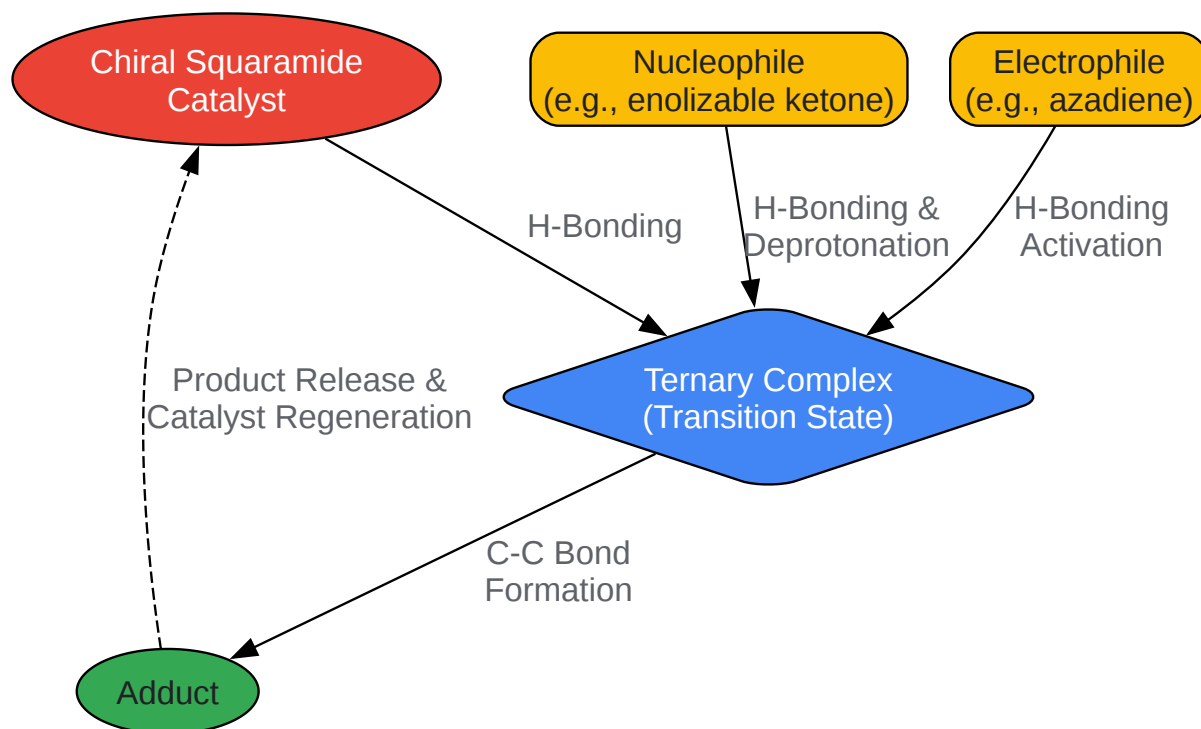 Chiral Squaramide
Catalyst
Nucleophile
(e.g., enolizable ketone)
Electrophile
(e.g., azadiene)
H-Bonding
H-Bonding &
Deprotonation
H-Bonding
Activation
Ternary Complex
(Transition State)
Product Release &
Catalyst Regeneration
C-C Bond
Formation
Adduct